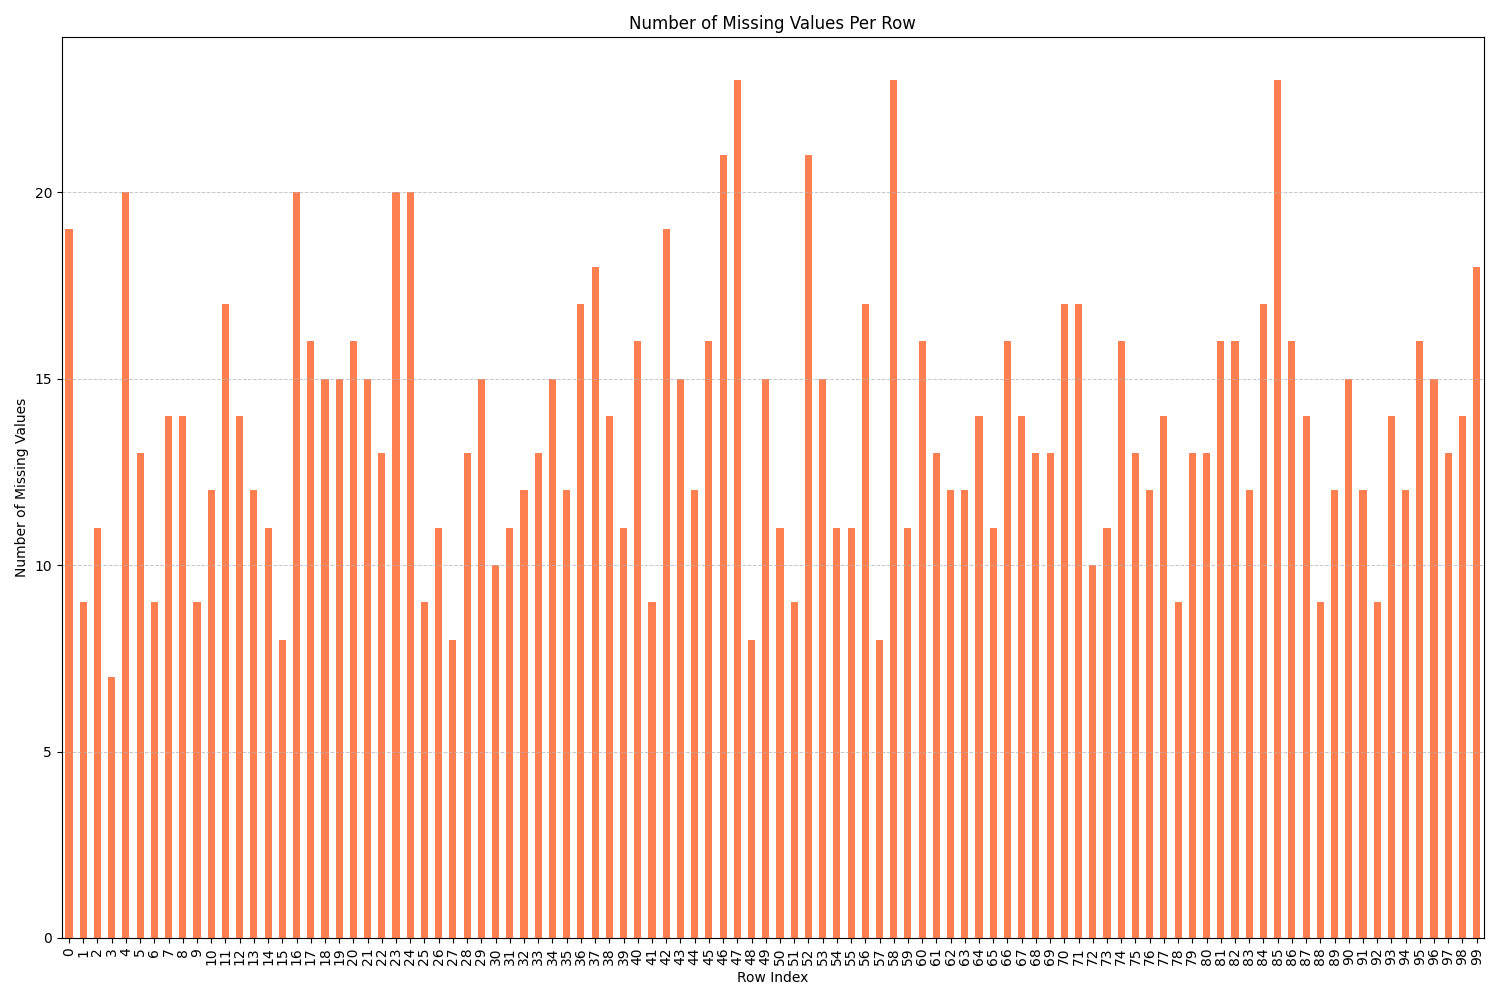 Number of Missing Values Per Row
Number of Missing Values
20
15
10
5
0
0 1 2 3 4 5 6 7 8 9 10 11 12 13 14 15 16 17 18 19 20 21 22 23 24 25 26 27 28 29 30 31 32 33 34 35 36 37 38 39 40 41 42 43 44 45 46 47 48 49 50 51 52 53 54 55 56 57 58 59 60 61 62 63 64 65 66 67 68 69 70 71 72 73 74 75 76 77 78 79 80 81 82 83 84 85 86 87 88 89 90 91 92 93 94 95 96 97 98 99
Row Index